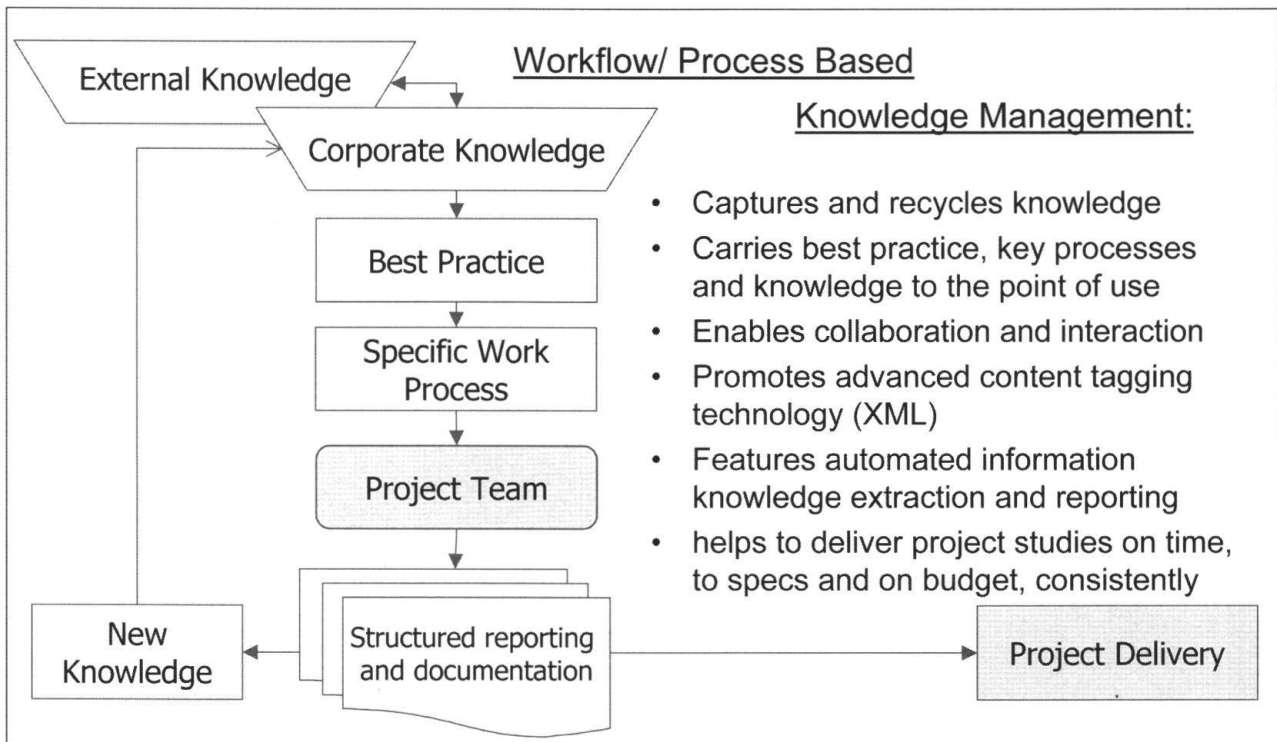 External Knowledge
Workflow/ Process Based
Knowledge Management:
Corporate Knowledge
Best Practice
Specific Work
Process
Project Team
New
Knowledge
Structured reporting
and documentation
Project Delivery
• Captures and recycles knowledge
• Carries best practice, key processes
and knowledge to the point of use
• Enables collaboration and interaction
• Promotes advanced content tagging
technology (XML)
• Features automated information
knowledge extraction and reporting
• helps to deliver project studies on time,
to specs and on budget, consistently